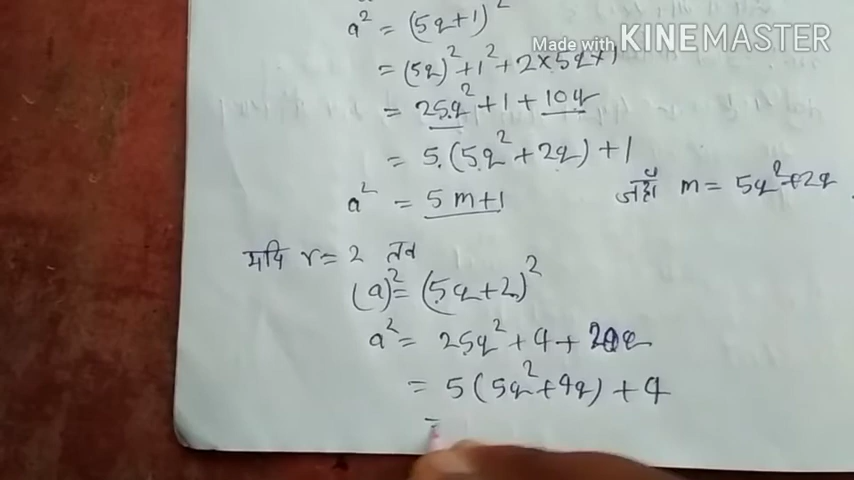 a² = (5q+1)²
Made with KINEMASTER
= (5q)²+1²+2×5q×1
= 25q²+1+10q
= 5.(5q²+2q)+1
a² = 5m+1 जहाँ m = 5q²+2q
यदि r = 2 तब
(a)² = (5q+2)²
a² = 25q²+4+20q
= 5(5q²+4q)+4
=